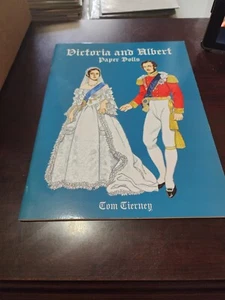 Victoria and Albert
Paper Dolls
Tom Tierney